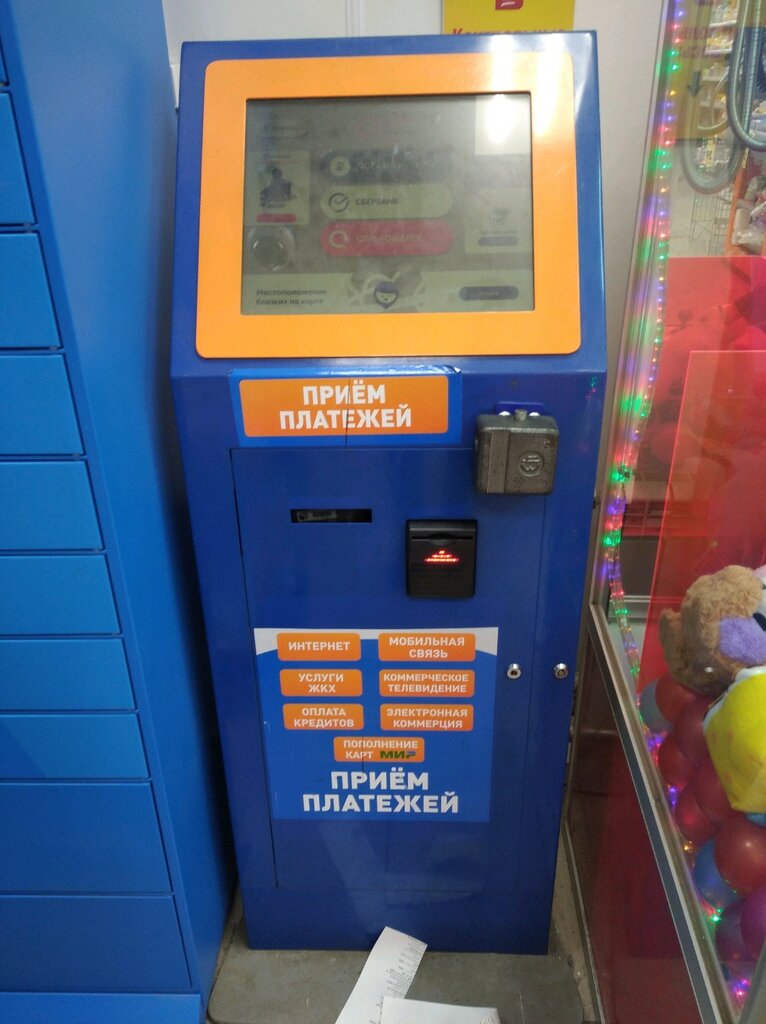 СБЕРБАНК
Местоположение
близких на карте
ПРИЁМ
ПЛАТЕЖЕЙ
ИНТЕРНЕТ
МОБИЛЬНАЯ
СВЯЗЬ
УСЛУГИ
ЖКХ
КОММЕРЧЕСКОЕ
ТЕЛЕВИДЕНИЕ
ОПЛАТА
КРЕДИТОВ
ЭЛЕКТРОННАЯ
КОММЕРЦИЯ
ПОПОЛНЕНИЕ
КАРТ МИР
ПРИЁМ
ПЛАТЕЖЕЙ